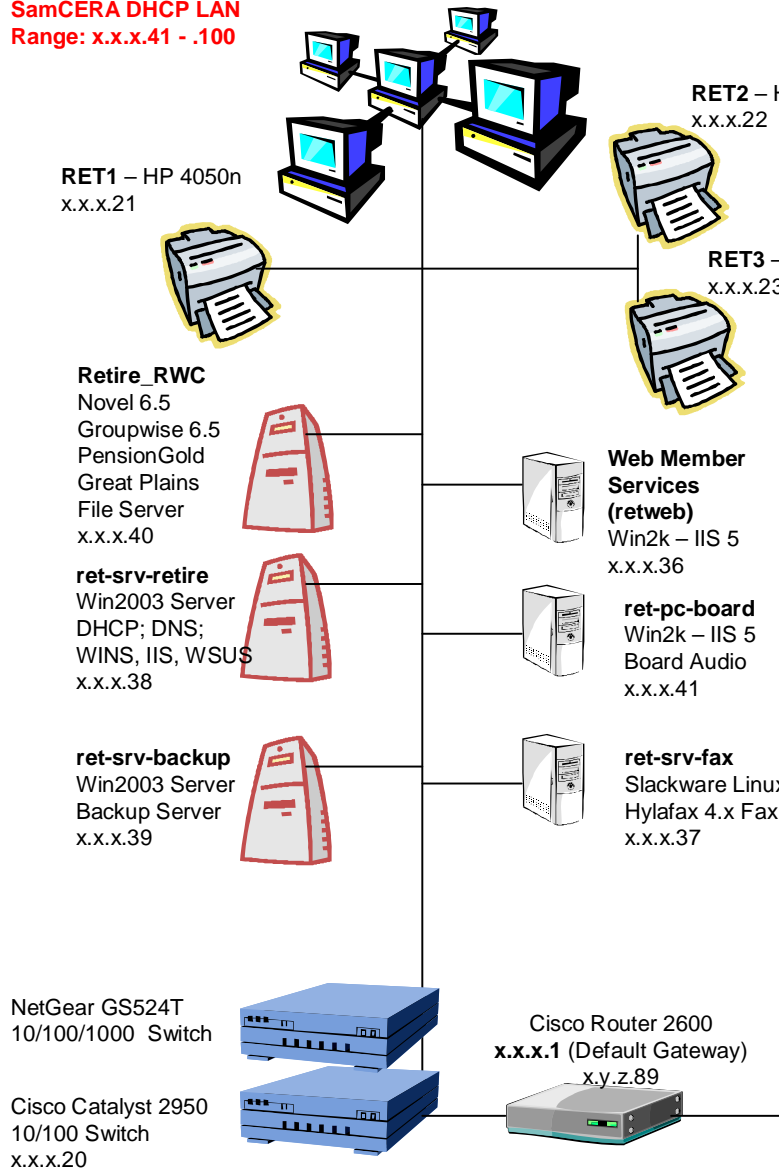 SamCERA DHCP LAN
Range: x.x.x.41 - .100
RET2 – H
x.x.x.22
RET1 – HP 4050n
x.x.x.21
RET3 –
x.x.x.23
Retire_RWC
Novel 6.5
Groupwise 6.5
PensionGold
Great Plains
File Server
x.x.x.40
Web Member
Services
(retweb)
Win2k – IIS 5
x.x.x.36
ret-srv-retire
Win2003 Server
DHCP; DNS;
WINS, IIS, WSUS
x.x.x.38
ret-pc-board
Win2k – IIS 5
Board Audio
x.x.x.41
ret-srv-backup
Win2003 Server
Backup Server
x.x.x.39
ret-srv-fax
Slackware Linux
Hylafax 4.x Fax
x.x.x.37
NetGear GS524T
10/100/1000 Switch
Cisco Router 2600
x.x.x.1 (Default Gateway)
x.y.z.89
Cisco Catalyst 2950
10/100 Switch
x.x.x.20